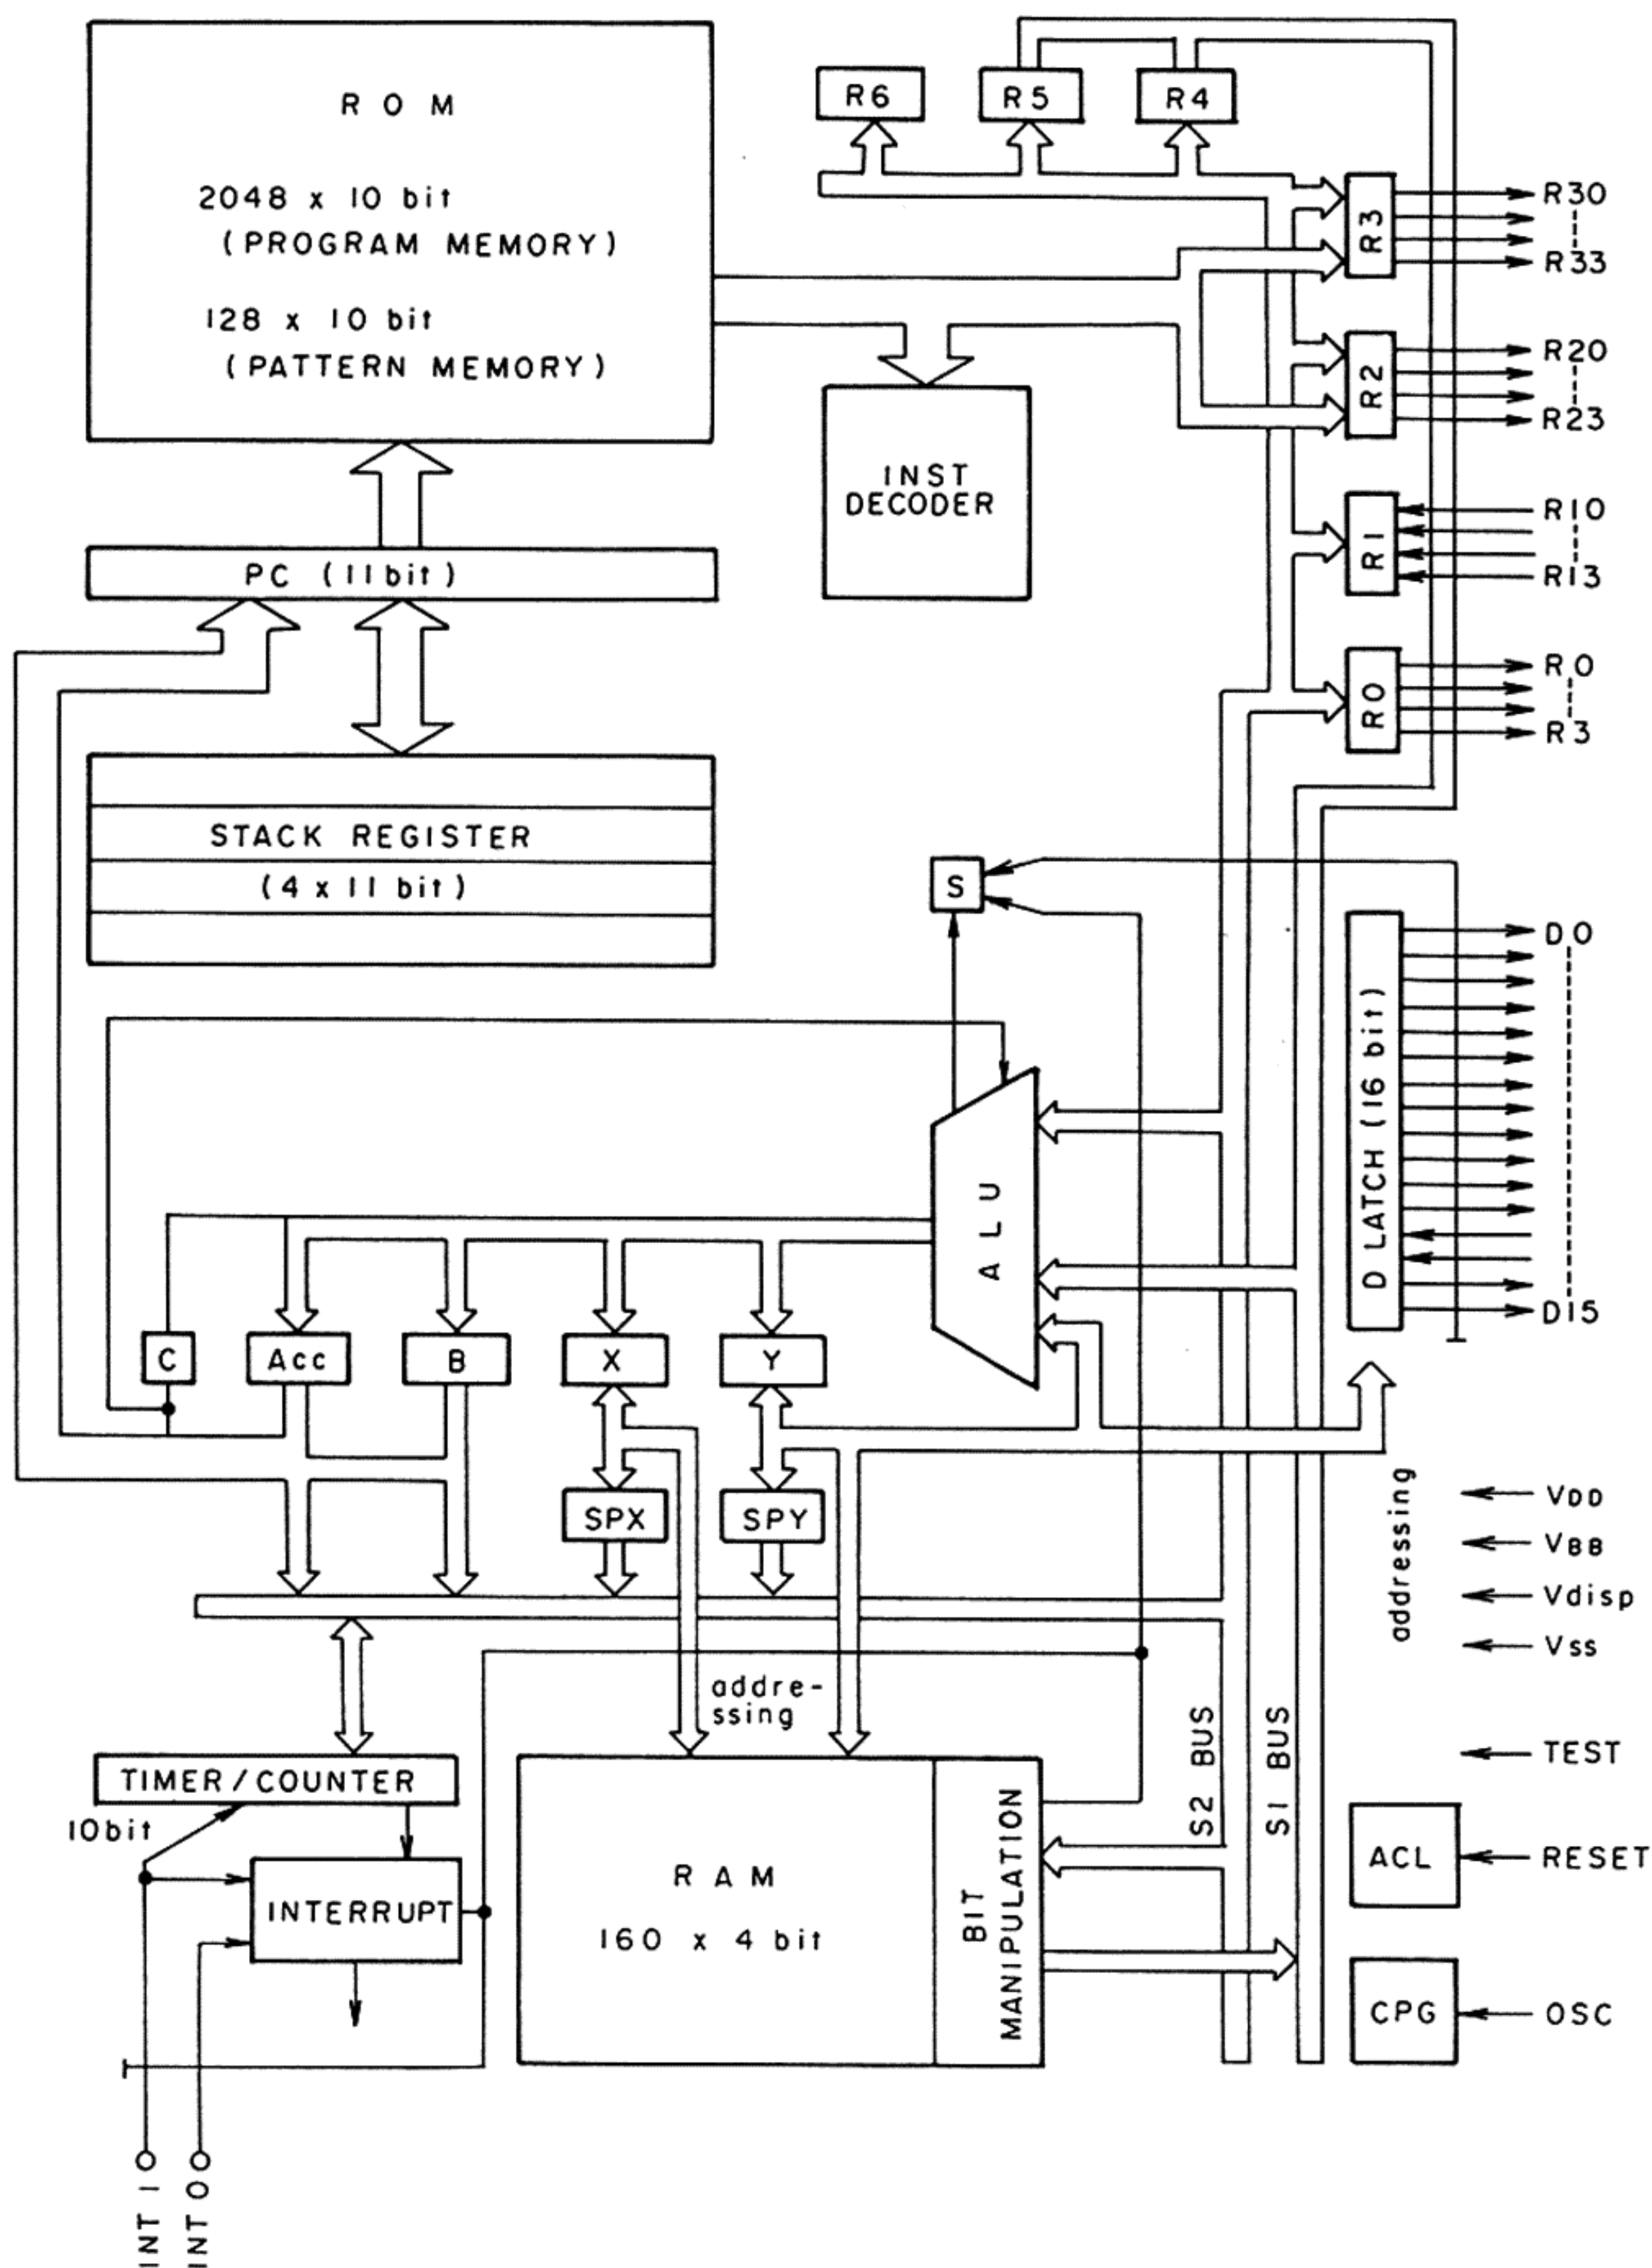 ROM
2048 x 10 bit
(PROGRAM MEMORY)
128 x 10 bit
(PATTERN MEMORY)
R6
R5
R4
R3
R30
R33
R2
R20
R23
INST
DECODER
R1
R10
R13
PC (11bit)
R0
R0
R3
STACK REGISTER
(4 x 11 bit)
S
D LATCH (16 bit)
D0
D15
ALU
C
Acc
B
X
Y
SPX
SPY
addressing
VDD
VBB
Vdisp
Vss
addre-
ssing
S2 BUS
S1 BUS
TEST
TIMER/COUNTER
10bit
INTERRUPT
RAM
160 x 4 bit
BIT
MANIPULATION
ACL
RESET
CPG
OSC
INT 1
INT 0